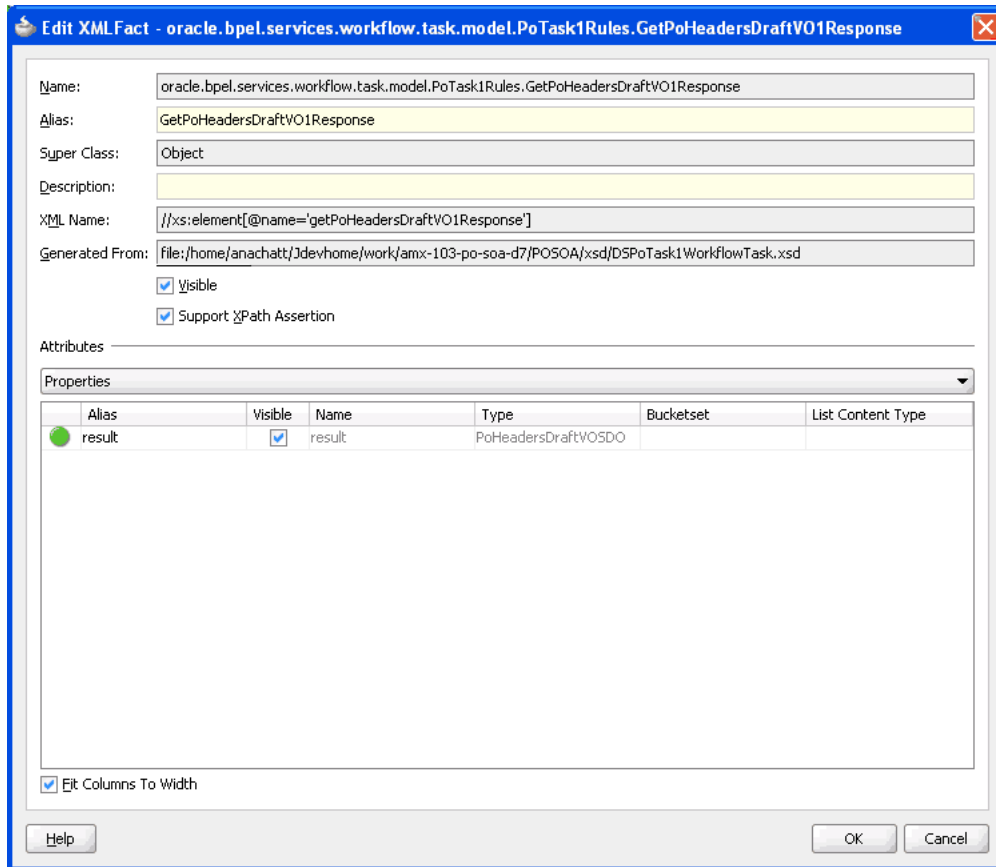 Edit XMLFact - oracle.bpel.services.workflow.task.model.PoTask1Rules.GetPoHeadersDraftVO1Response
Name: oracle.bpel.services.workflow.task.model.PoTask1Rules.GetPoHeadersDraftVO1Response
Alias: GetPoHeadersDraftVO1Response
Super Class: Object
Description:
XML Name: //xs:element[@name='getPoHeadersDraftVO1Response']
Generated From: file:/home/anachatt/Jdevhome/work/amx-103-po-soa-d7/POSOA/xsd/DSPoTask1WorkflowTask.xsd
Visible
Support XPath Assertion
Attributes
Properties
Alias Visible Name Type Bucketset List Content Type
result result PoHeadersDraftVOSDO
Fit Columns To Width
Help OK Cancel